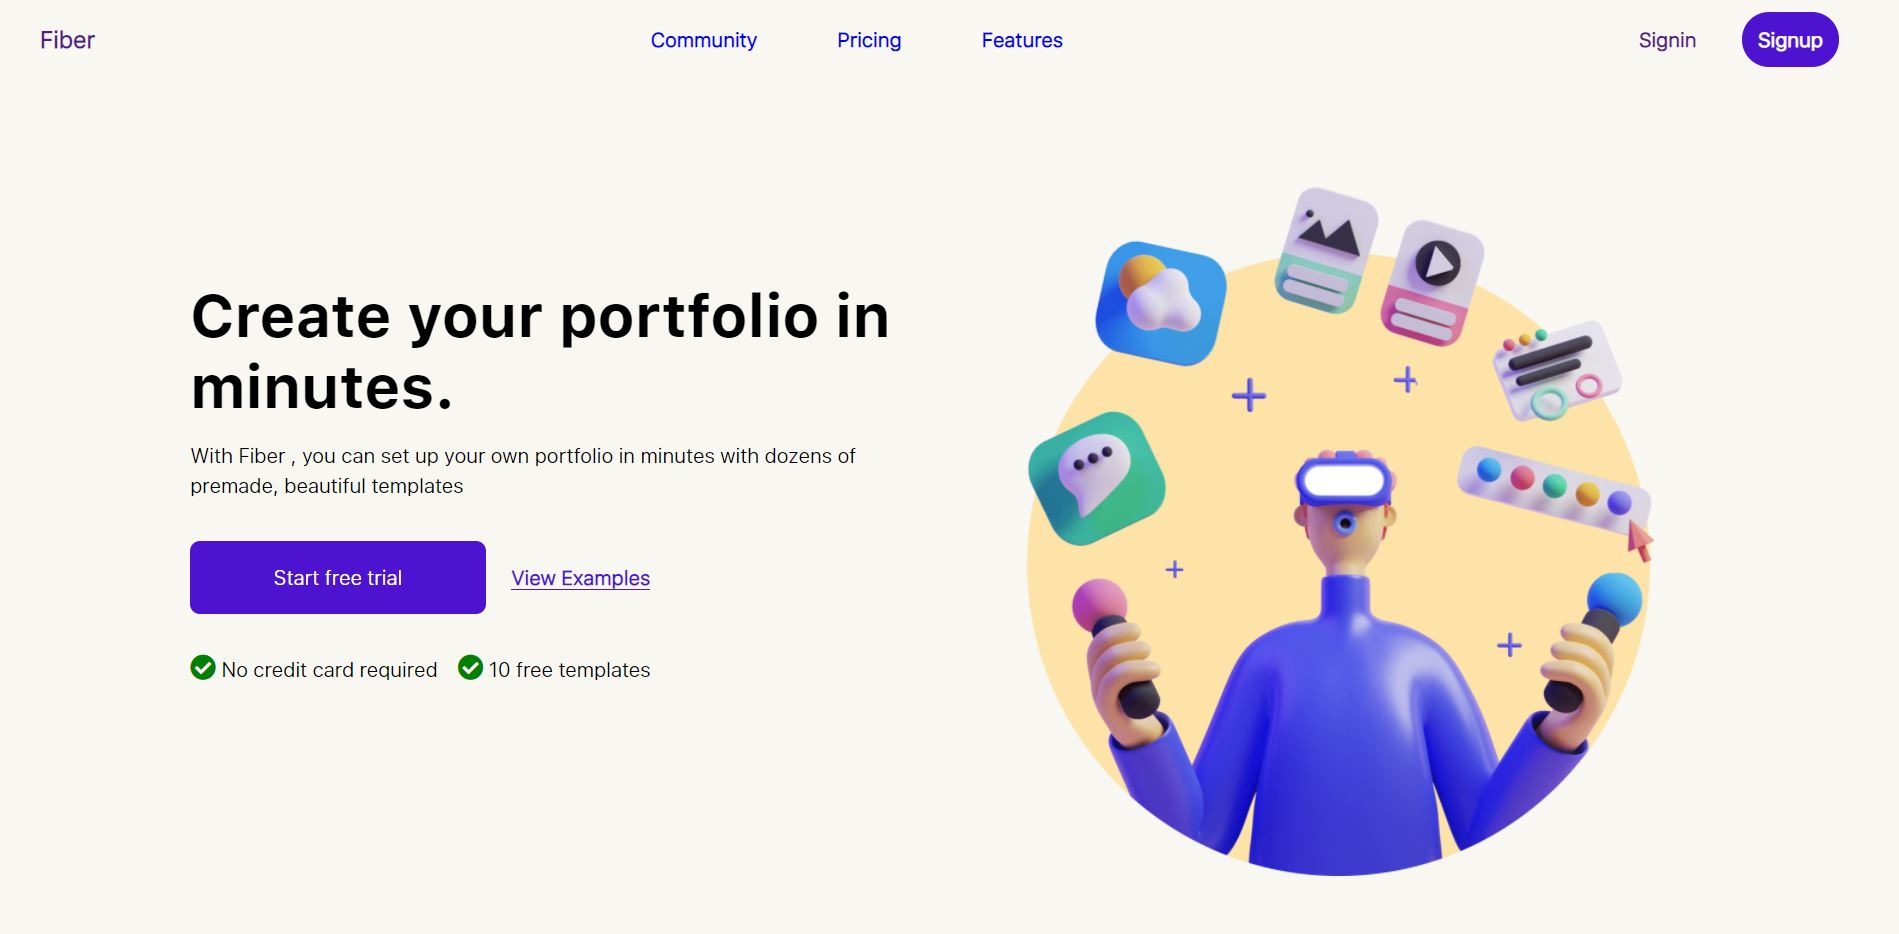 Fiber
Community
Pricing
Features
Signin
Signup
Create your portfolio in
minutes.
With Fiber , you can set up your own portfolio in minutes with dozens of
premade, beautiful templates
Start free trial
View Examples
No credit card required
10 free templates